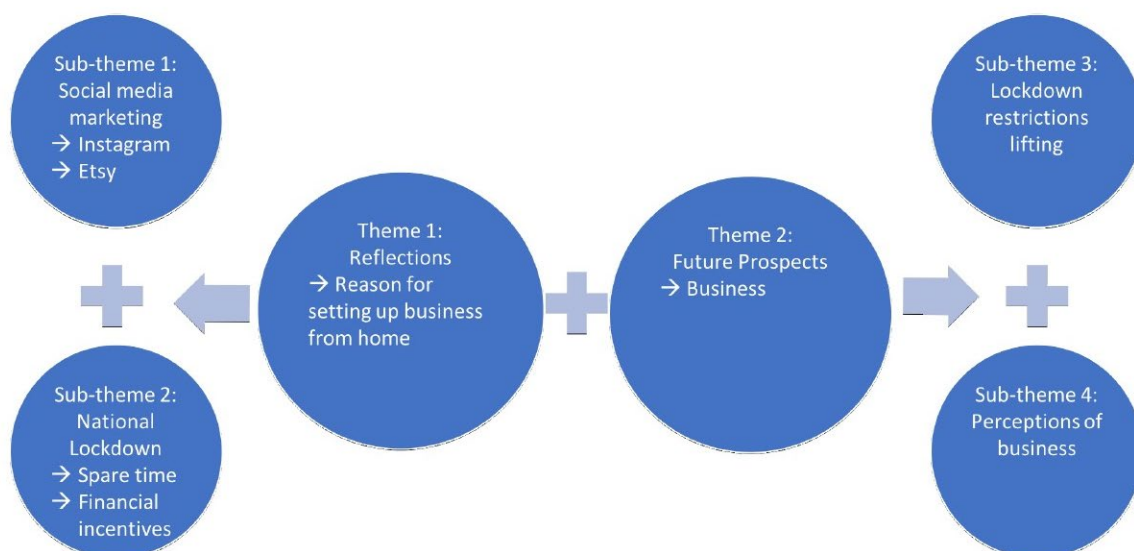 Sub-theme 1:
Social media
marketing
→ Instagram
→ Etsy
Sub-theme 2:
National
Lockdown
→ Spare time
→ Financial
incentives
Theme 1:
Reflections
→ Reason for
setting up business
from home
Theme 2:
Future Prospects
→ Business
Sub-theme 3:
Lockdown
restrictions
lifting
Sub-theme 4:
Perceptions of
business